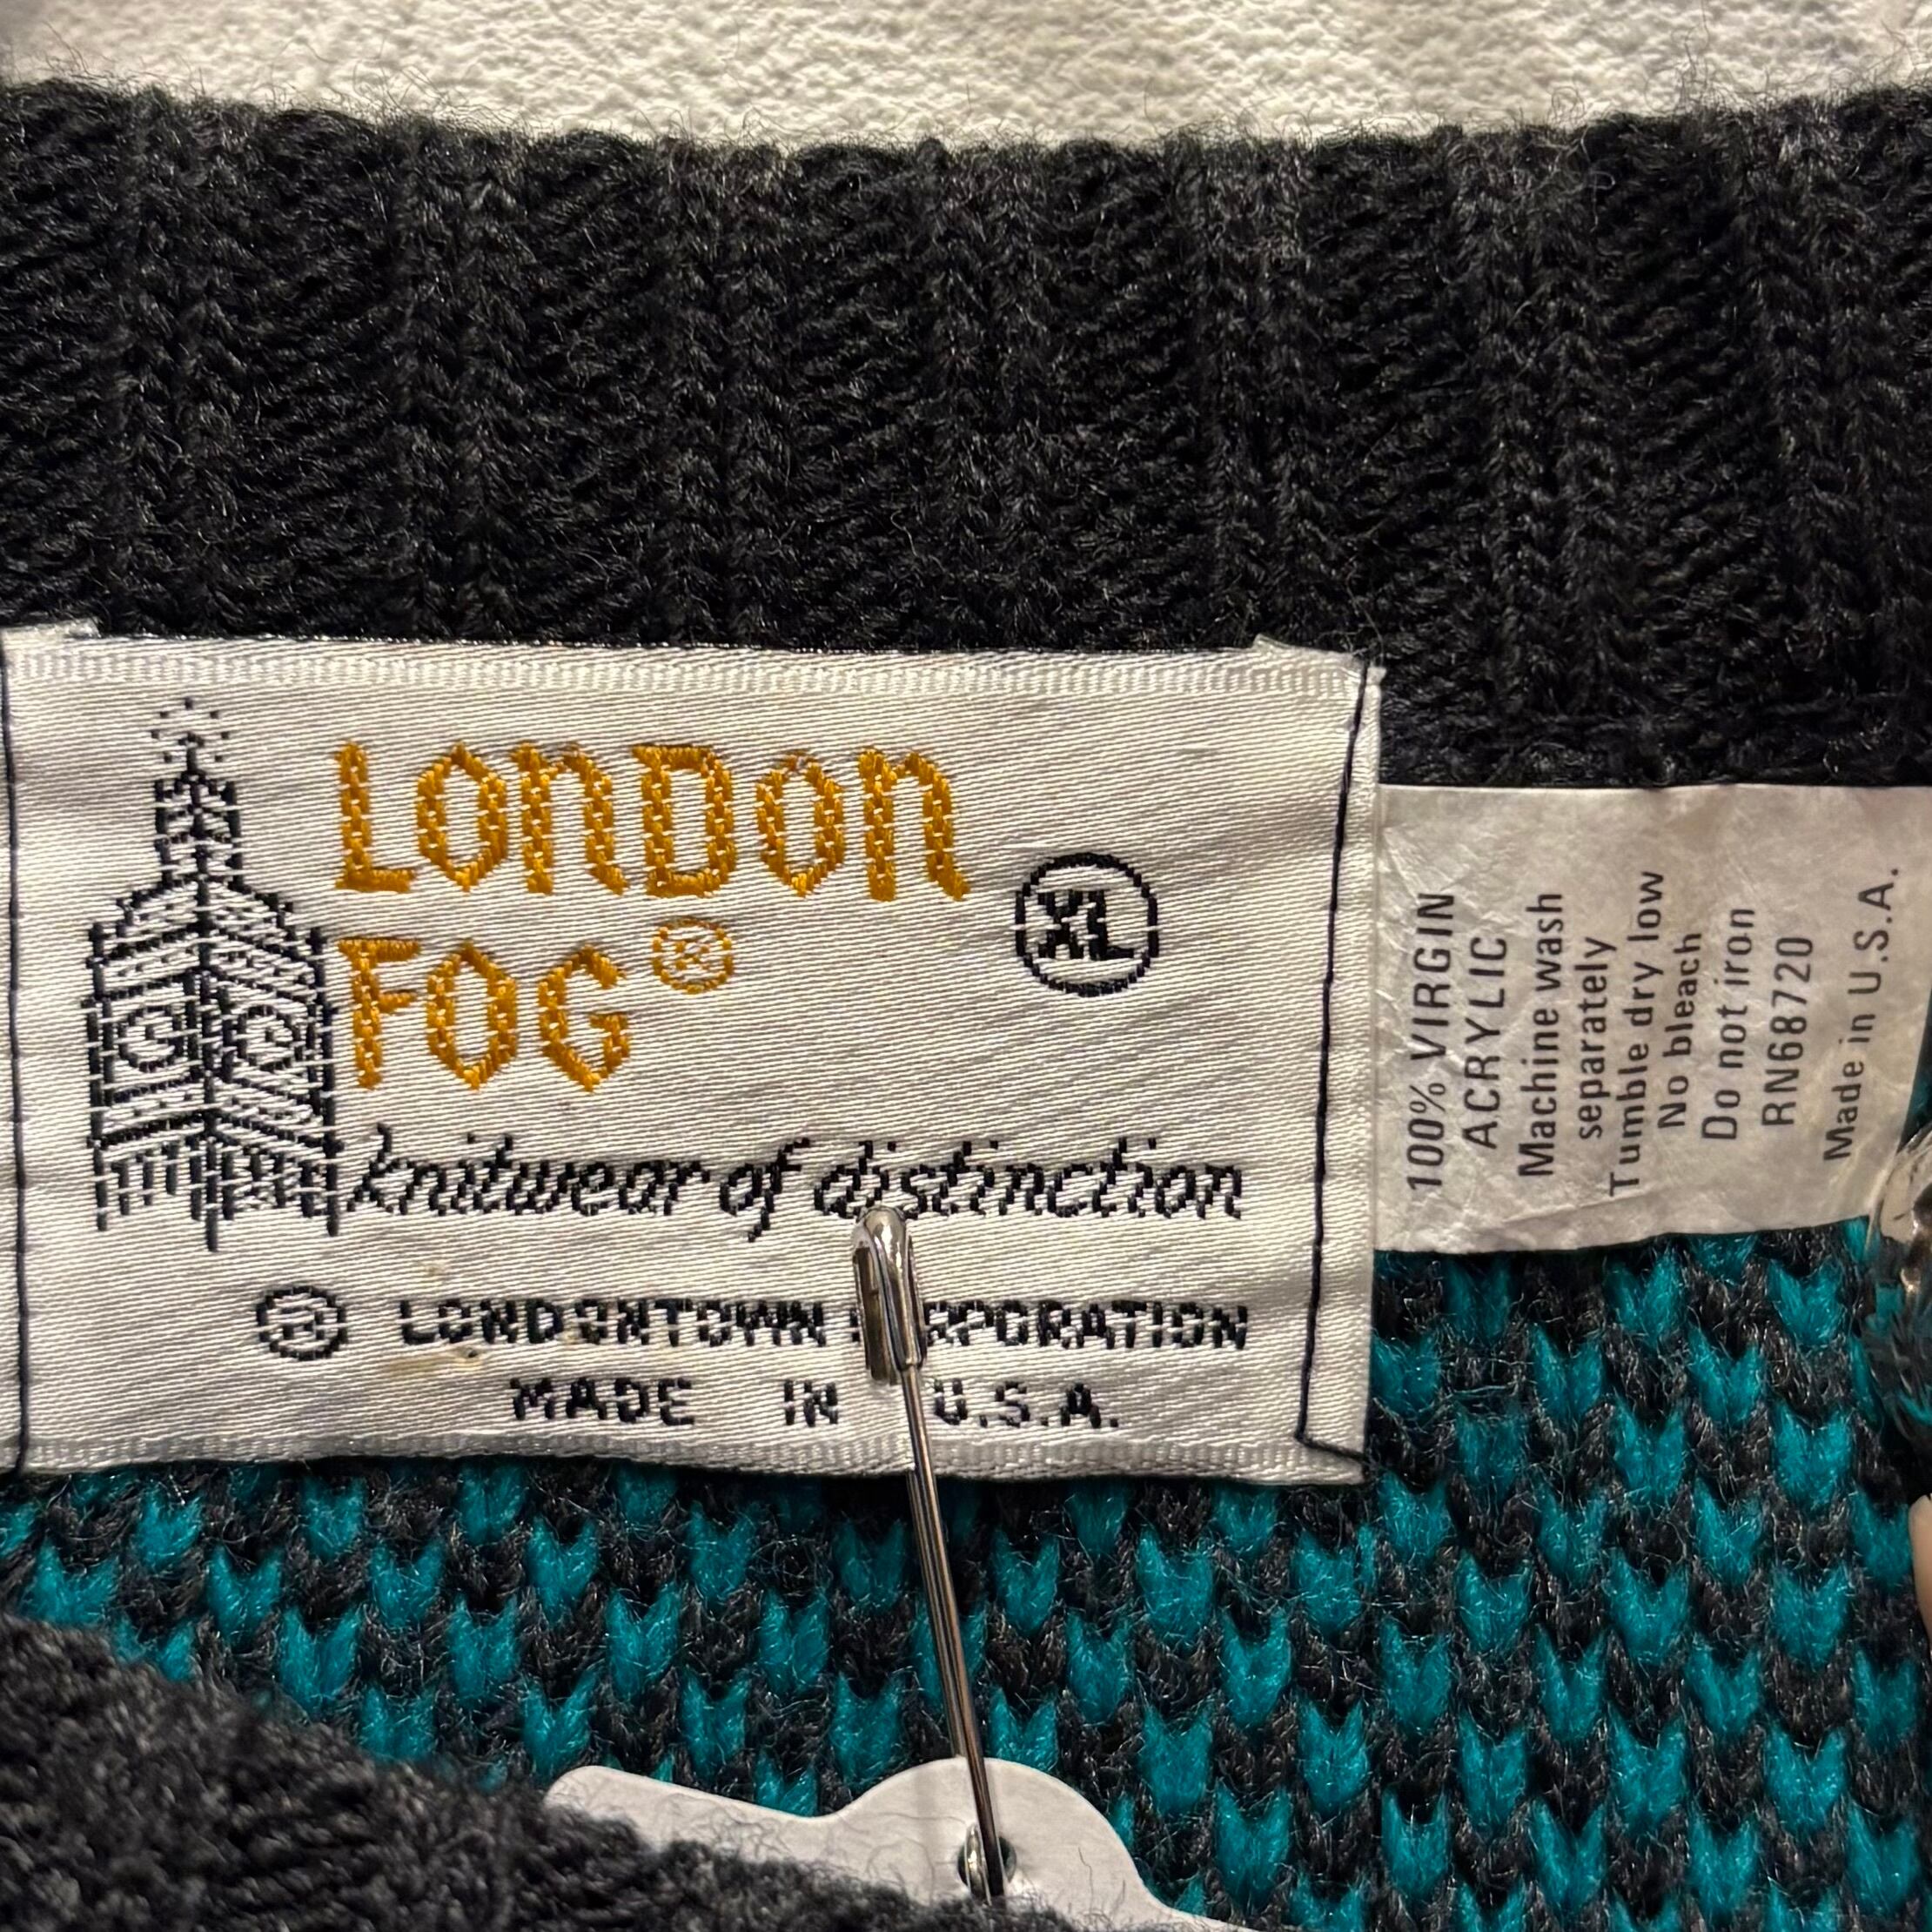 LONDON
FOG®
XL
knitwear of distinction
® LONDONTOWN
MADE IN U.S.A.
100% VIRGIN
ACRYLIC
Machine wash
separately
Tumble dry low
No bleach
Do not iron
RN68720
Made in U.S.A.